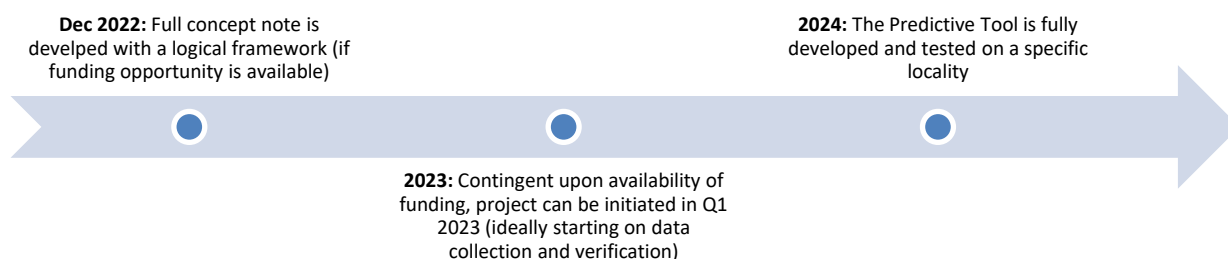 Dec 2022: Full concept note is
develped with a logical framework (if
funding opportunity is available)
2023: Contingent upon availability of
funding, project can be initiated in Q1
2023 (ideally starting on data
collection and verification)
2024: The Predictive Tool is fully
developed and tested on a specific
locality